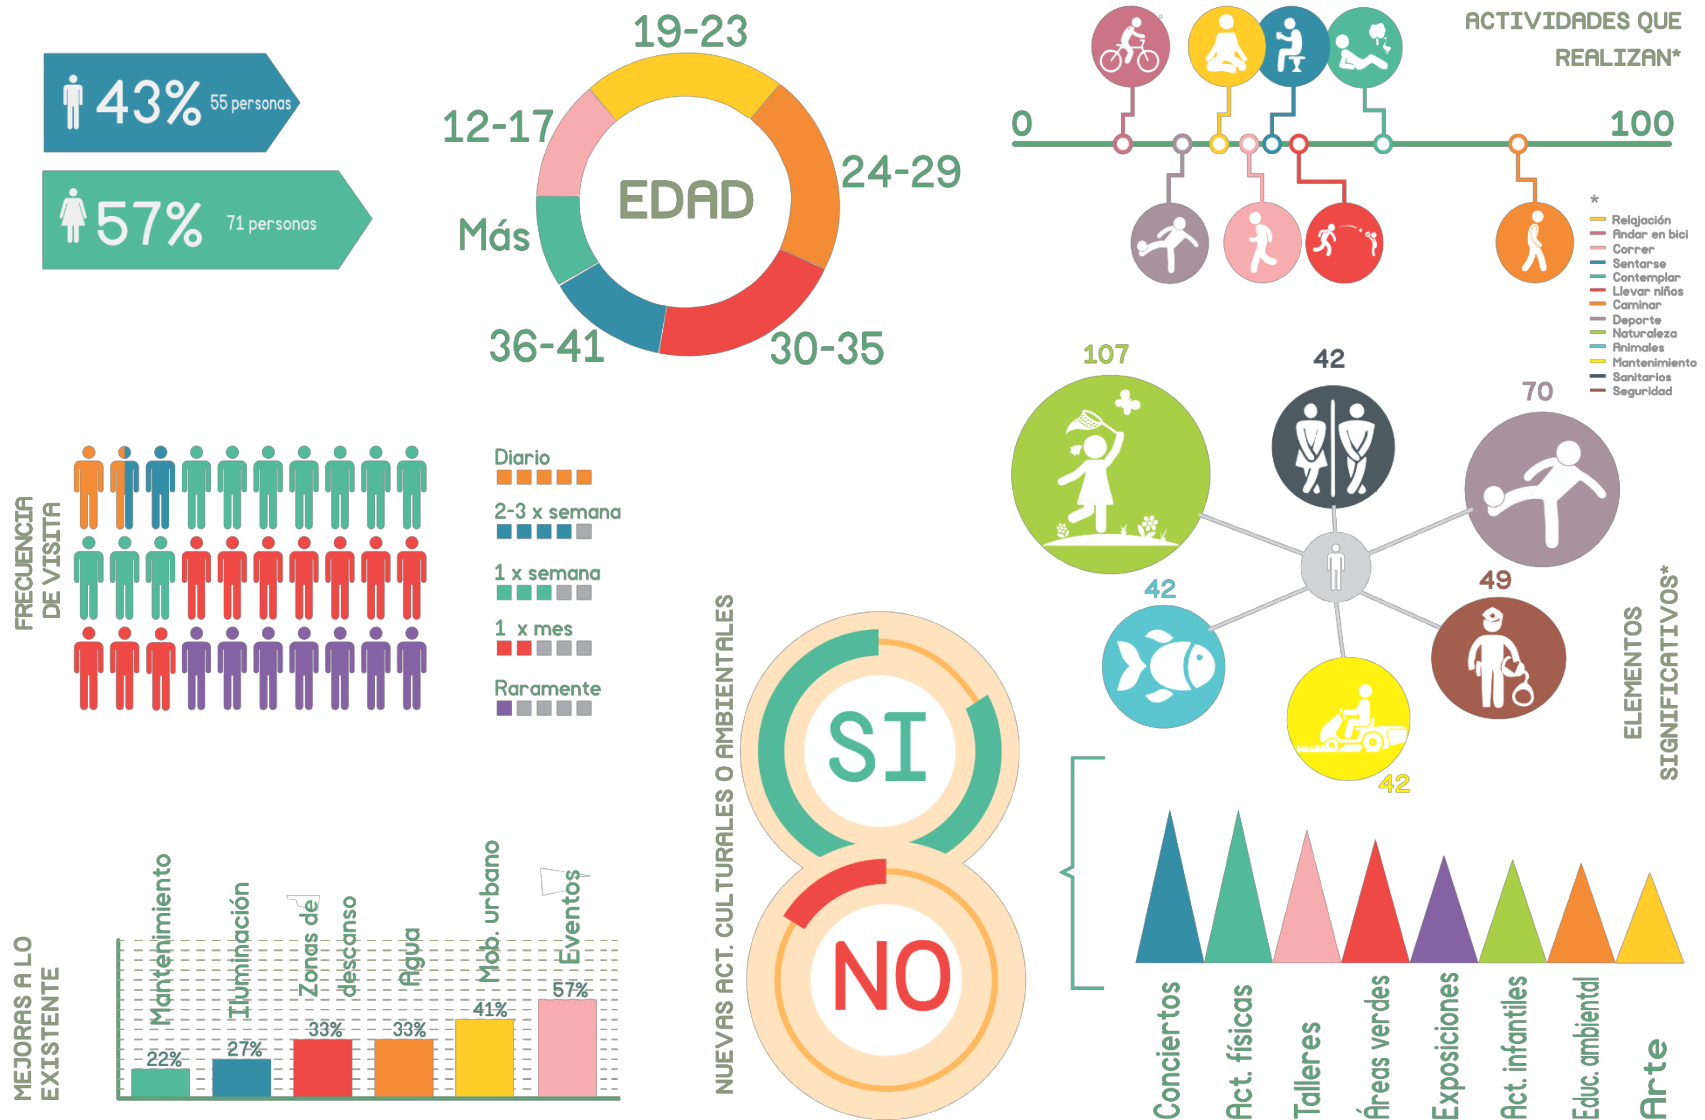 43% 55 personas
57% 71 personas
EDAD
19-23
12-17
24-29
Más
36-41
30-35
ACTIVIDADES QUE
REALIZAN*
0
100
*
Relajación
Andar en bici
Correr
Sentarse
Contemplar
Llevar niños
Caminar
Deporte
Naturaleza
Animales
Mantenimiento
Sanitarios
Seguridad
FRECUENCIA
DE VISITA
Diario
2-3 x semana
1 x semana
1 x mes
Raramente
107
42
70
42
49
42
ELEMENTOS
SIGNIFICATIVOS*
NUEVAS ACT. CULTURALES O AMBIENTALES
SI
NO
MEJORAS A LO
EXISTENTE
Mantenimiento
Iluminación
Zonas de
descanso
Agua
Mob. urbano
Eventos
22%
27%
33%
33%
41%
57%
Conciertos
Act. físicas
Talleres
Áreas verdes
Exposiciones
Act. infantiles
Educ. ambiental
Arte